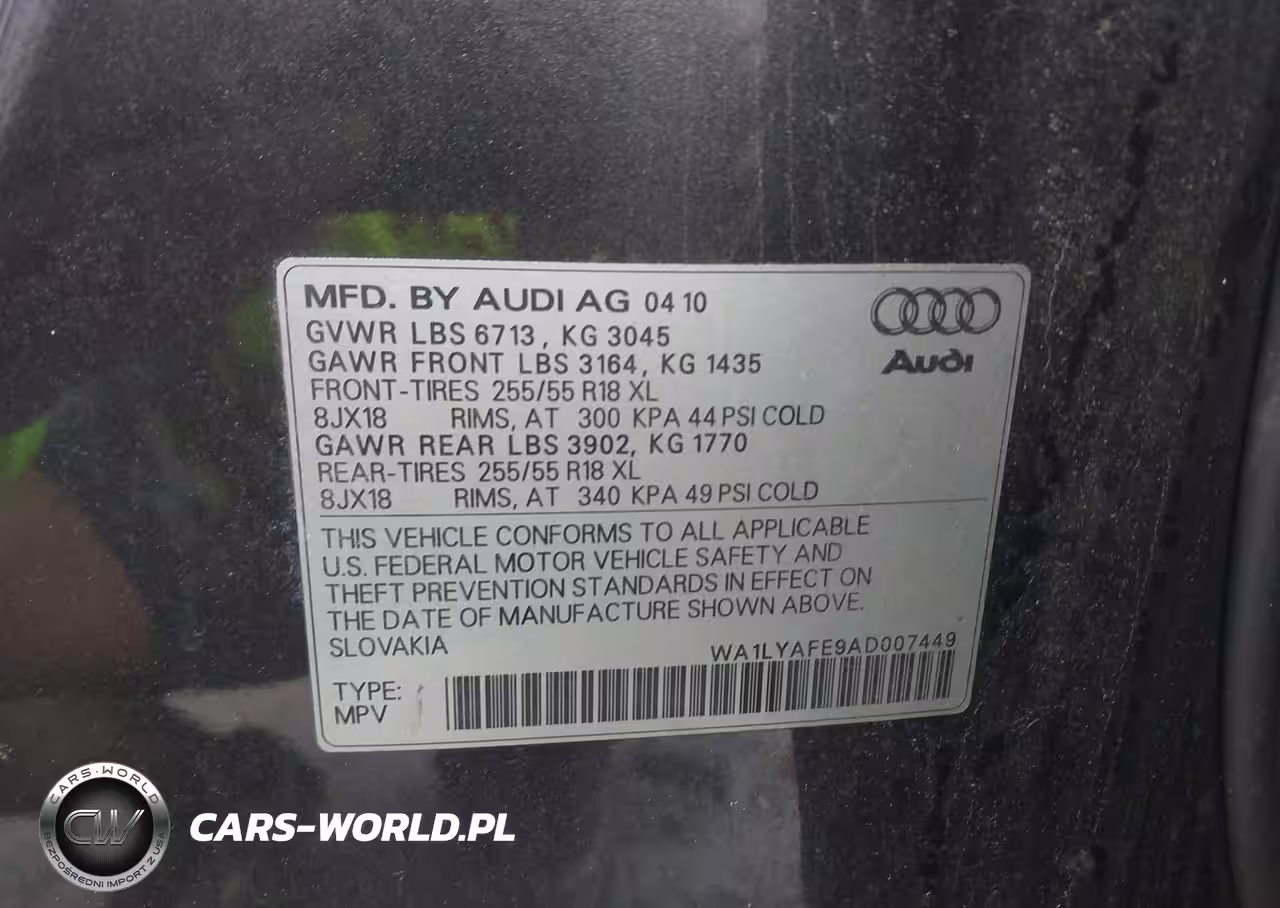 MFD. BY AUDI AG 04 10
GVWR LBS 6713, KG 3045
GAWR FRONT LBS 3164, KG 1435
FRONT-TIRES 255/55 R18 XL
8JX18 RIMS, AT 300 KPA 44 PSI COLD
GAWR REAR LBS 3902, KG 1770
REAR-TIRES 255/55 R18 XL
8JX18 RIMS, AT 340 KPA 49 PSI COLD
Audi
THIS VEHICLE CONFORMS TO ALL APPLICABLE
U.S. FEDERAL MOTOR VEHICLE SAFETY AND
THEFT PREVENTION STANDARDS IN EFFECT ON
THE DATE OF MANUFACTURE SHOWN ABOVE.
SLOVAKIA WA1LYAFE9AD007449
TYPE:
MPV
CARS-WORLD
CW
BEZPOŚREDNI IMPORT Z USA
CARS-WORLD.PL